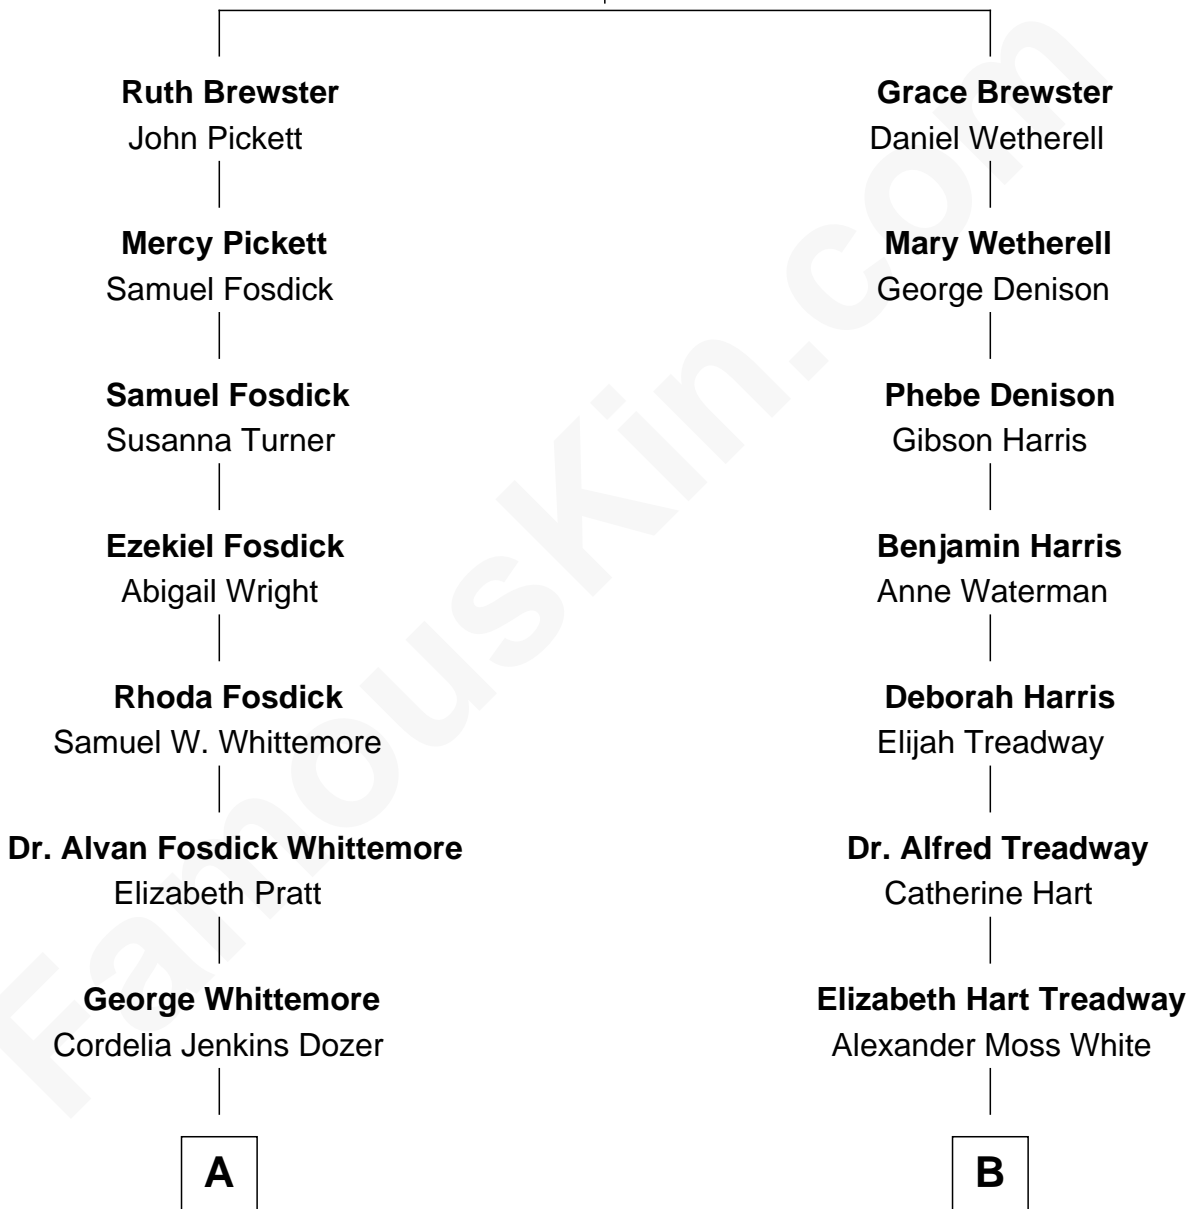 Ruth Brewster
John Pickett
Mercy Pickett
Samuel Fosdick
Samuel Fosdick
Susanna Turner
Ezekiel Fosdick
Abigail Wright
Rhoda Fosdick
Samuel W. Whittemore
Dr. Alvan Fosdick Whittemore
Elizabeth Pratt
George Whittemore
Cordelia Jenkins Dozer
A
Grace Brewster
Daniel Wetherell
Mary Wetherell
George Denison
Phebe Denison
Gibson Harris
Benjamin Harris
Anne Waterman
Deborah Harris
Elijah Treadway
Dr. Alfred Treadway
Catherine Hart
Elizabeth Hart Treadway
Alexander Moss White
B
FamousKin.com